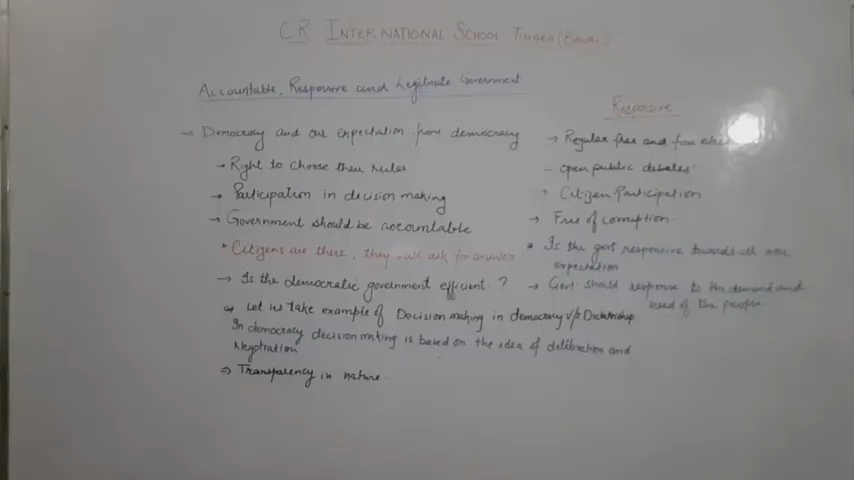 CR INTERNATIONAL SCHOOL
Accountable, Responsive and Legitimate Government
→ Democracy and our expectation from democracy
→ Right to choose their ruler
→ Participation in decision making
→ Government should be accountable
* Citizens are there, they will ask for answer
→ Is the democratic government efficient ?
⇒ Let us take example of Decision making in democracy v/s Dictatorship
In democracy decision making is based on the idea of delibration and
Negotiation
⇒ Transparency in nature.
Responsive
→ Regular free and fair
- open public debates
→ Citizen Participation
→ Free of corruption
* Is the govt responsive towards
expectation
→ Govt should response to the demand and
need of the people